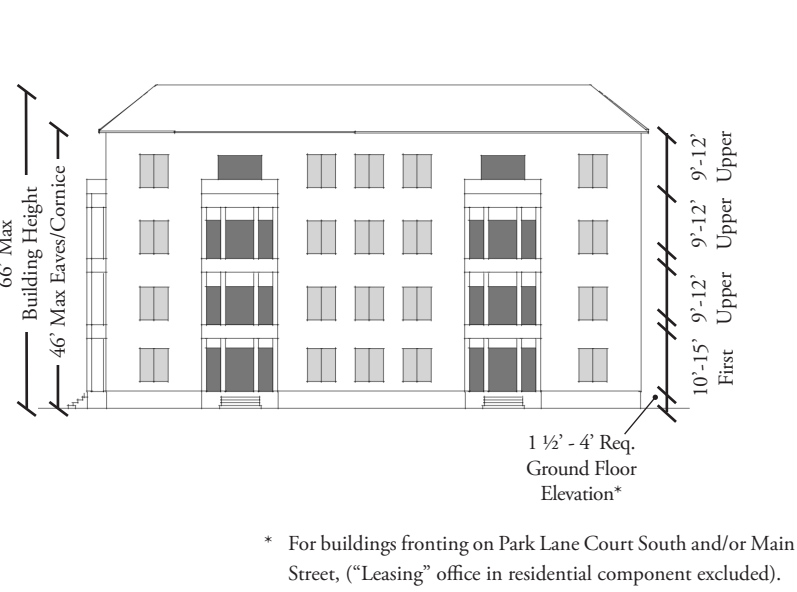 66’ Max
Building Height
46’ Max Eaves/Cornice
9’-12’
Upper
9’-12’
Upper
9’-12’
Upper
10’-15’
First
1 ½’ - 4’ Req.
Ground Floor
Elevation*
* For buildings fronting on Park Lane Court South and/or Main
Street, (“Leasing” office in residential component excluded).